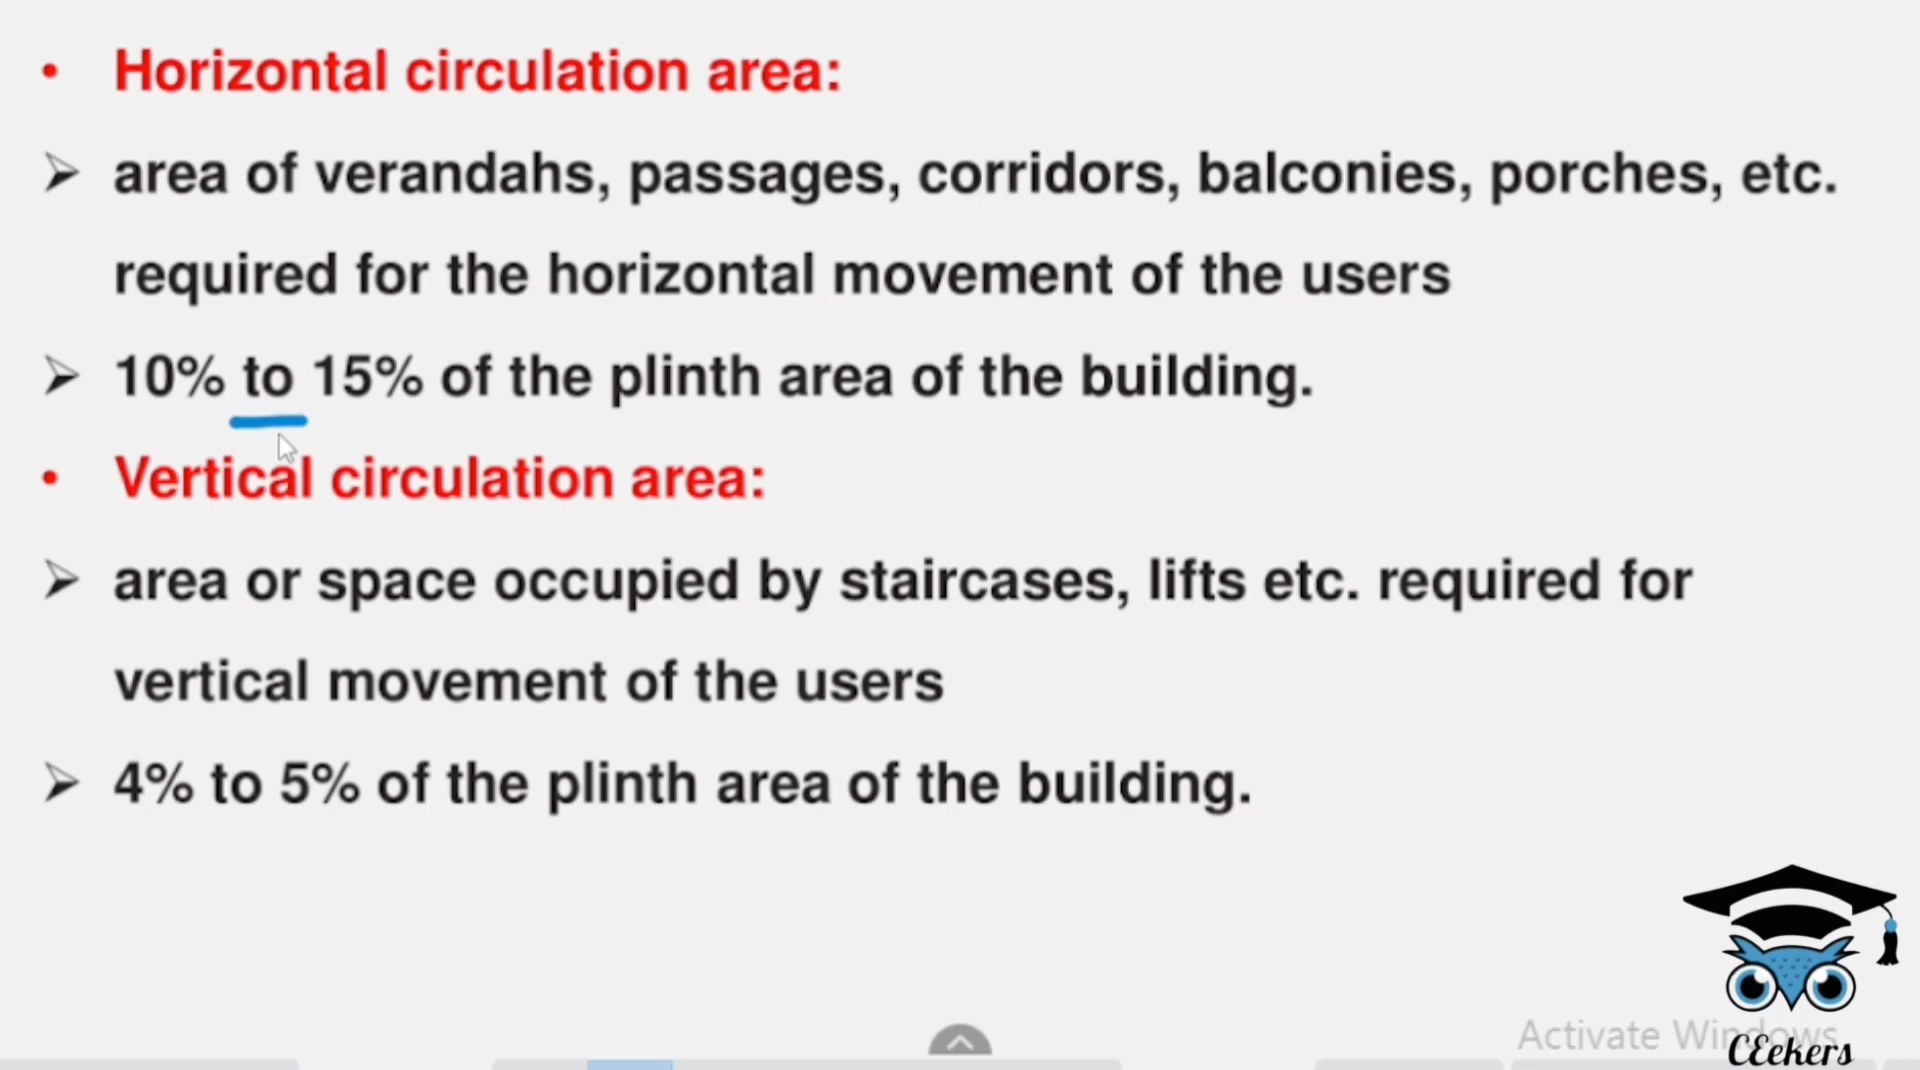 • Horizontal circulation area:
➢ area of verandahs, passages, corridors, balconies, porches, etc.
required for the horizontal movement of the users
➢ 10% to 15% of the plinth area of the building.
• Vertical circulation area:
➢ area or space occupied by staircases, lifts etc. required for
vertical movement of the users
➢ 4% to 5% of the plinth area of the building.
Activate Windows
CEekers